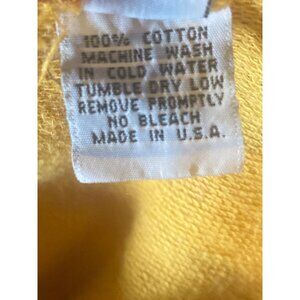 100% COTTON
MACHINE WASH
IN COLD WATER
TUMBLE DRY LOW
REMOVE PROMPTLY
NO BLEACH
MADE IN U.S.A.